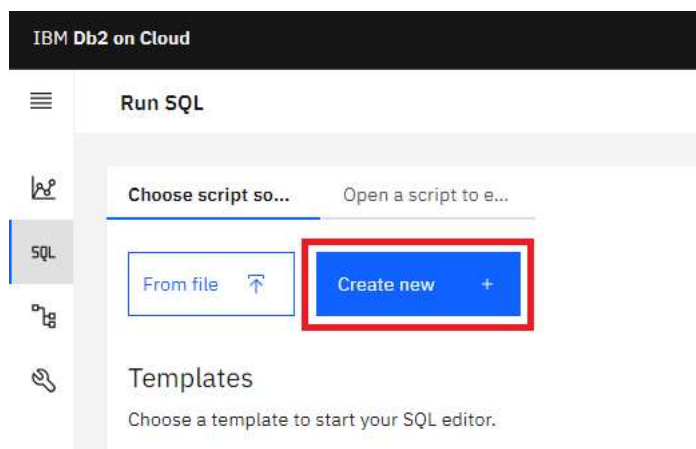 IBM Db2 on Cloud
Run SQL
Choose script so... Open a script to e...
SQL
From file Create new +
Templates
Choose a template to start your SQL editor.